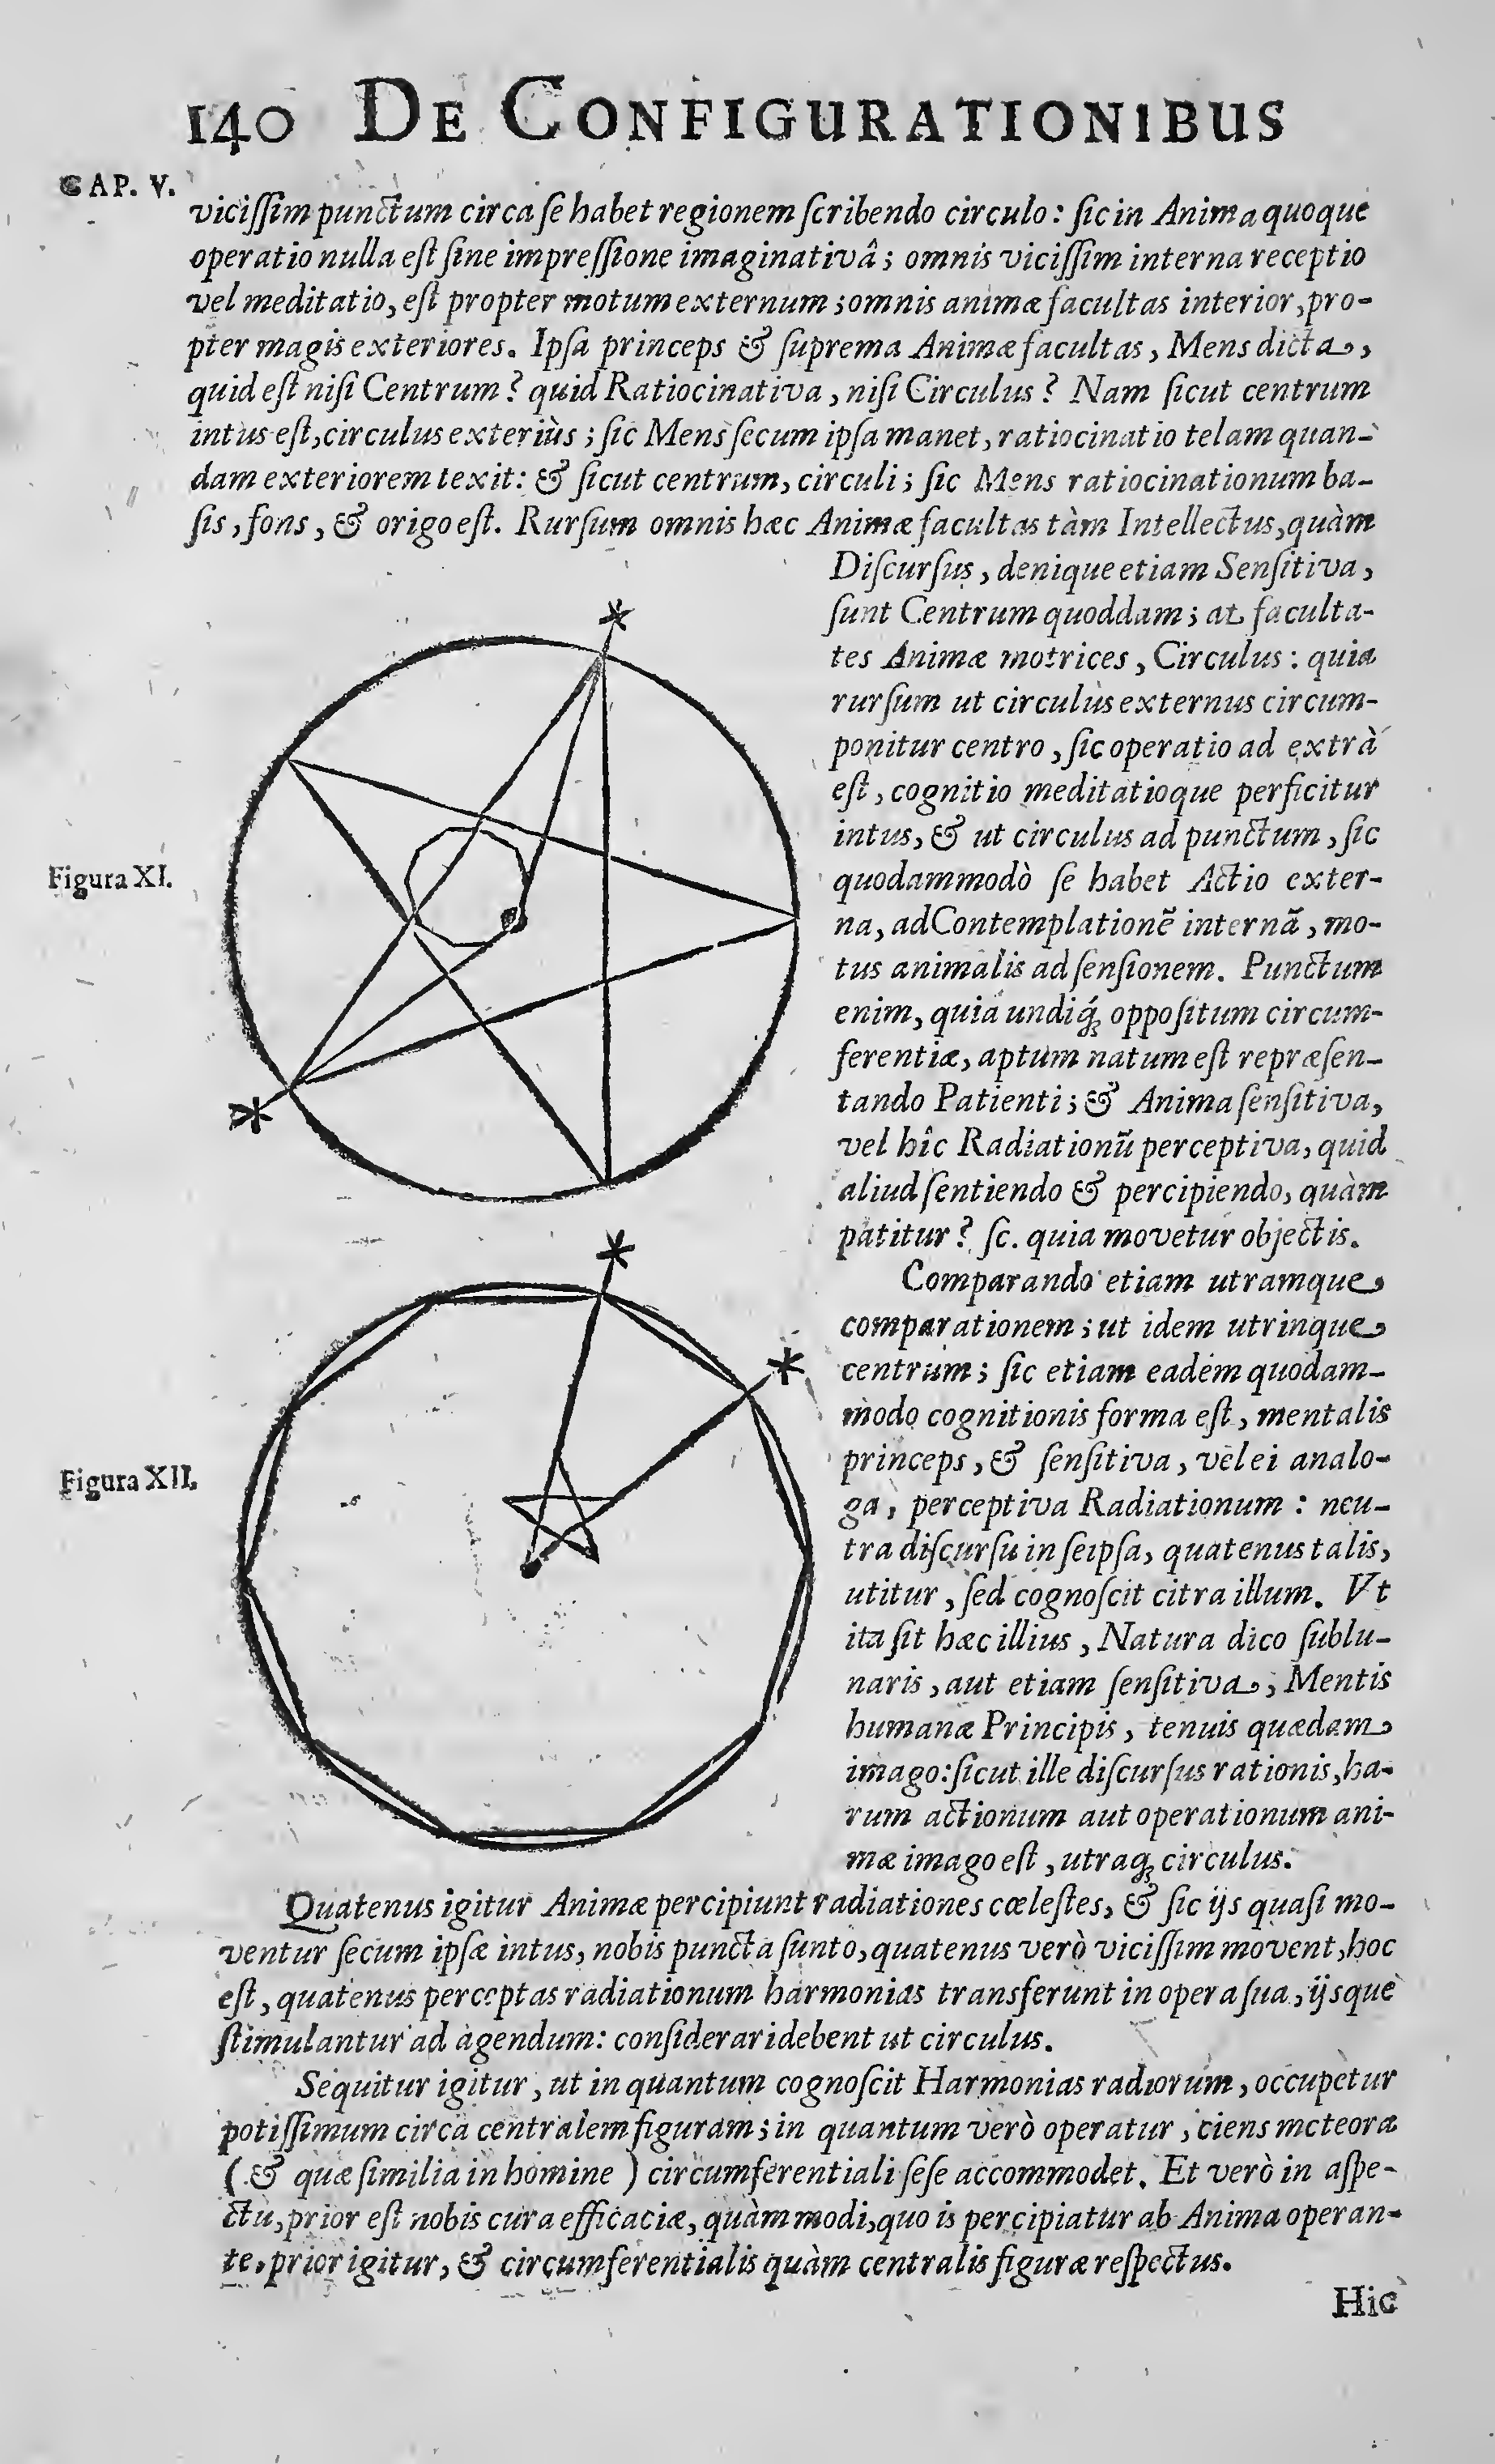 140 DE CONFIGURATIONIBUS
CAP. V.
viciſſim punctum circa ſe habet regionem ſcribendo circulo: ſic in Anima quoque
operatio nulla eſt ſine impreſſione imaginativâ; omnis viciſſim interna receptio
vel meditatio, eſt propter motum externum; omnis animæ facultas interior, pro-
pter magis exteriores. Ipſa princeps & ſuprema Animæ facultas, Mens dicta,
quid eſt niſi Centrum? quid Ratiocinativa, niſi Circulus? Nam ſicut centrum
intus eſt, circulus exteriùs; ſic Mens ſecum ipſa manet, ratiocinatio telam quan-
dam exteriorem texit: & ſicut centrum, circuli; ſic Mens ratiocinationum ba-
ſis, fons, & origo eſt. Rurſum omnis hæc Animæ facultas tàm Intellectus, quàm
Diſcurſus, denique etiam Senſitiva,
ſunt Centrum quoddam; at faculta-
tes Animæ motrices, Circulus: quia
rurſum ut circulus externus circum-
ponitur centro, ſic operatio ad extrà
eſt, cognitio meditatioque perficitur
intus, & ut circulus ad punctum, ſic
quodammodò ſe habet Actio exter-
na, ad Contemplationẽ internã, mo-
tus animalis ad ſenſionem. Punctum
enim, quia undiq́ꝫ oppoſitum circum-
ferentiæ, aptum natum eſt repræſen-
tando Patienti; & Anima ſenſitiva,
vel hîc Radiationũ perceptiva, quid
aliud ſentiendo & percipiendo, quàm
patitur? ſc. quia movetur objectis.
Figura XI.
Comparando etiam utramque
comparationem; ut idem utrinque
centrum; ſic etiam eadem quodam-
modo cognitionis forma eſt, mentalis
princeps, & ſenſitiva, vel ei analo-
ga, perceptiva Radiationum: neu-
tra diſcurſu in ſeipſa, quatenus talis,
utitur, ſed cognoſcit citra illum. Vt
ita ſit hæc illius, Natura dico ſublu-
naris, aut etiam ſenſitiva; Mentis
humanæ Principis, tenuis quædam
imago: ſicut ille diſcurſus rationis, ha-
rum actionum aut operationum ani-
mæ imago eſt, utraqꝫ circulus.
Figura XII.
Quatenus igitur Animæ percipiunt radiationes cœleſtes, & ſic ijs quaſi mo-
ventur ſecum ipſæ intus, nobis puncta ſunto, quatenus verò viciſſim movent, hoc
eſt, quatenus perceptas radiationum harmonias transferunt in opera ſua, ijsque
ſtimulantur ad agendum: conſiderari debent ut circulus.
Sequitur igitur, ut in quantum cognoſcit Harmonias radiorum, occupetur
potiſſimum circa centralem figuram; in quantum verò operatur, ciens meteora
(& quæ ſimilia in homine) circumferentiali ſeſe accommodet. Et verò in aſpe-
ctu, prior eſt nobis cura efficaciæ, quàm modi, quo is percipiatur ab Anima operan-
te, prior igitur, & circumferentialis quàm centralis figuræ reſpectus.
Hic